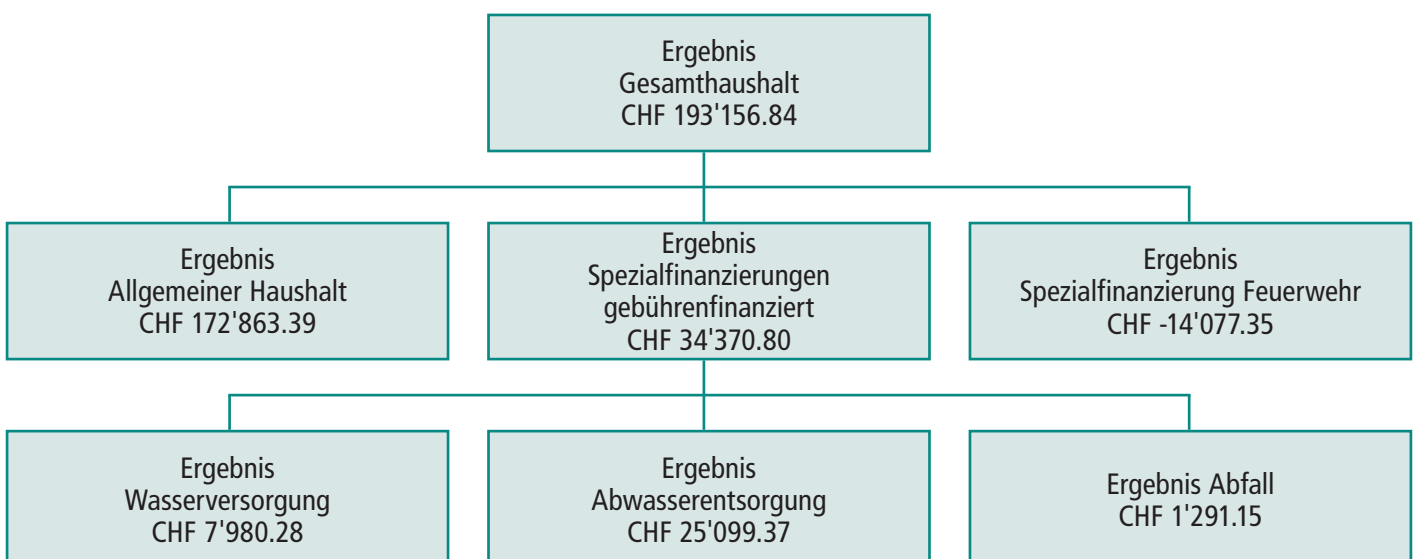 Ergebnis
Gesamthaushalt
CHF 193'156.84
Ergebnis
Allgemeiner Haushalt
CHF 172'863.39
Ergebnis
Spezialfinanzierungen
gebührenfinanziert
CHF 34'370.80
Ergebnis
Spezialfinanzierung Feuerwehr
CHF -14'077.35
Ergebnis
Wasserversorgung
CHF 7'980.28
Ergebnis
Abwasserentsorgung
CHF 25'099.37
Ergebnis Abfall
CHF 1'291.15